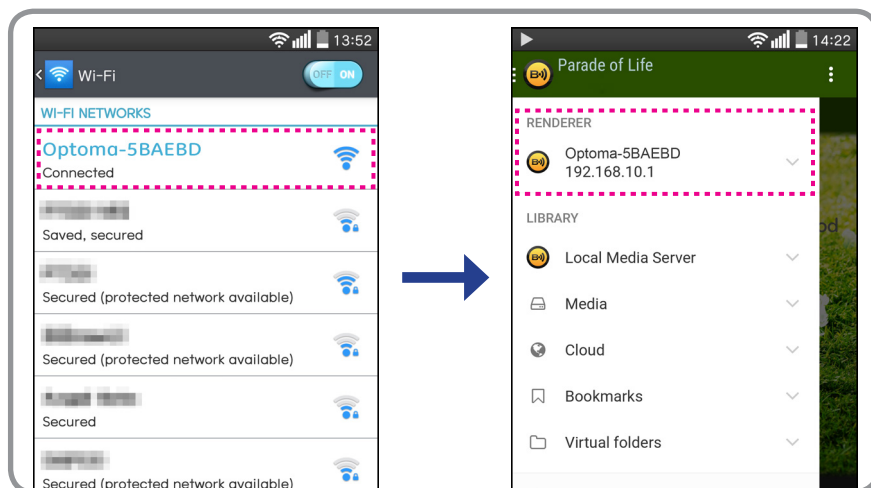 13:52
Wi-Fi
OFF ON
WI-FI NETWORKS
Optoma-5BAEBD
Connected
Saved, secured
Secured (protected network available)
Secured (protected network available)
Secured
Secured (protected network available)
14:22
Parade of Life
RENDERER
Optoma-5BAEBD
192.168.10.1
LIBRARY
Local Media Server
Media
Cloud
Bookmarks
Virtual folders